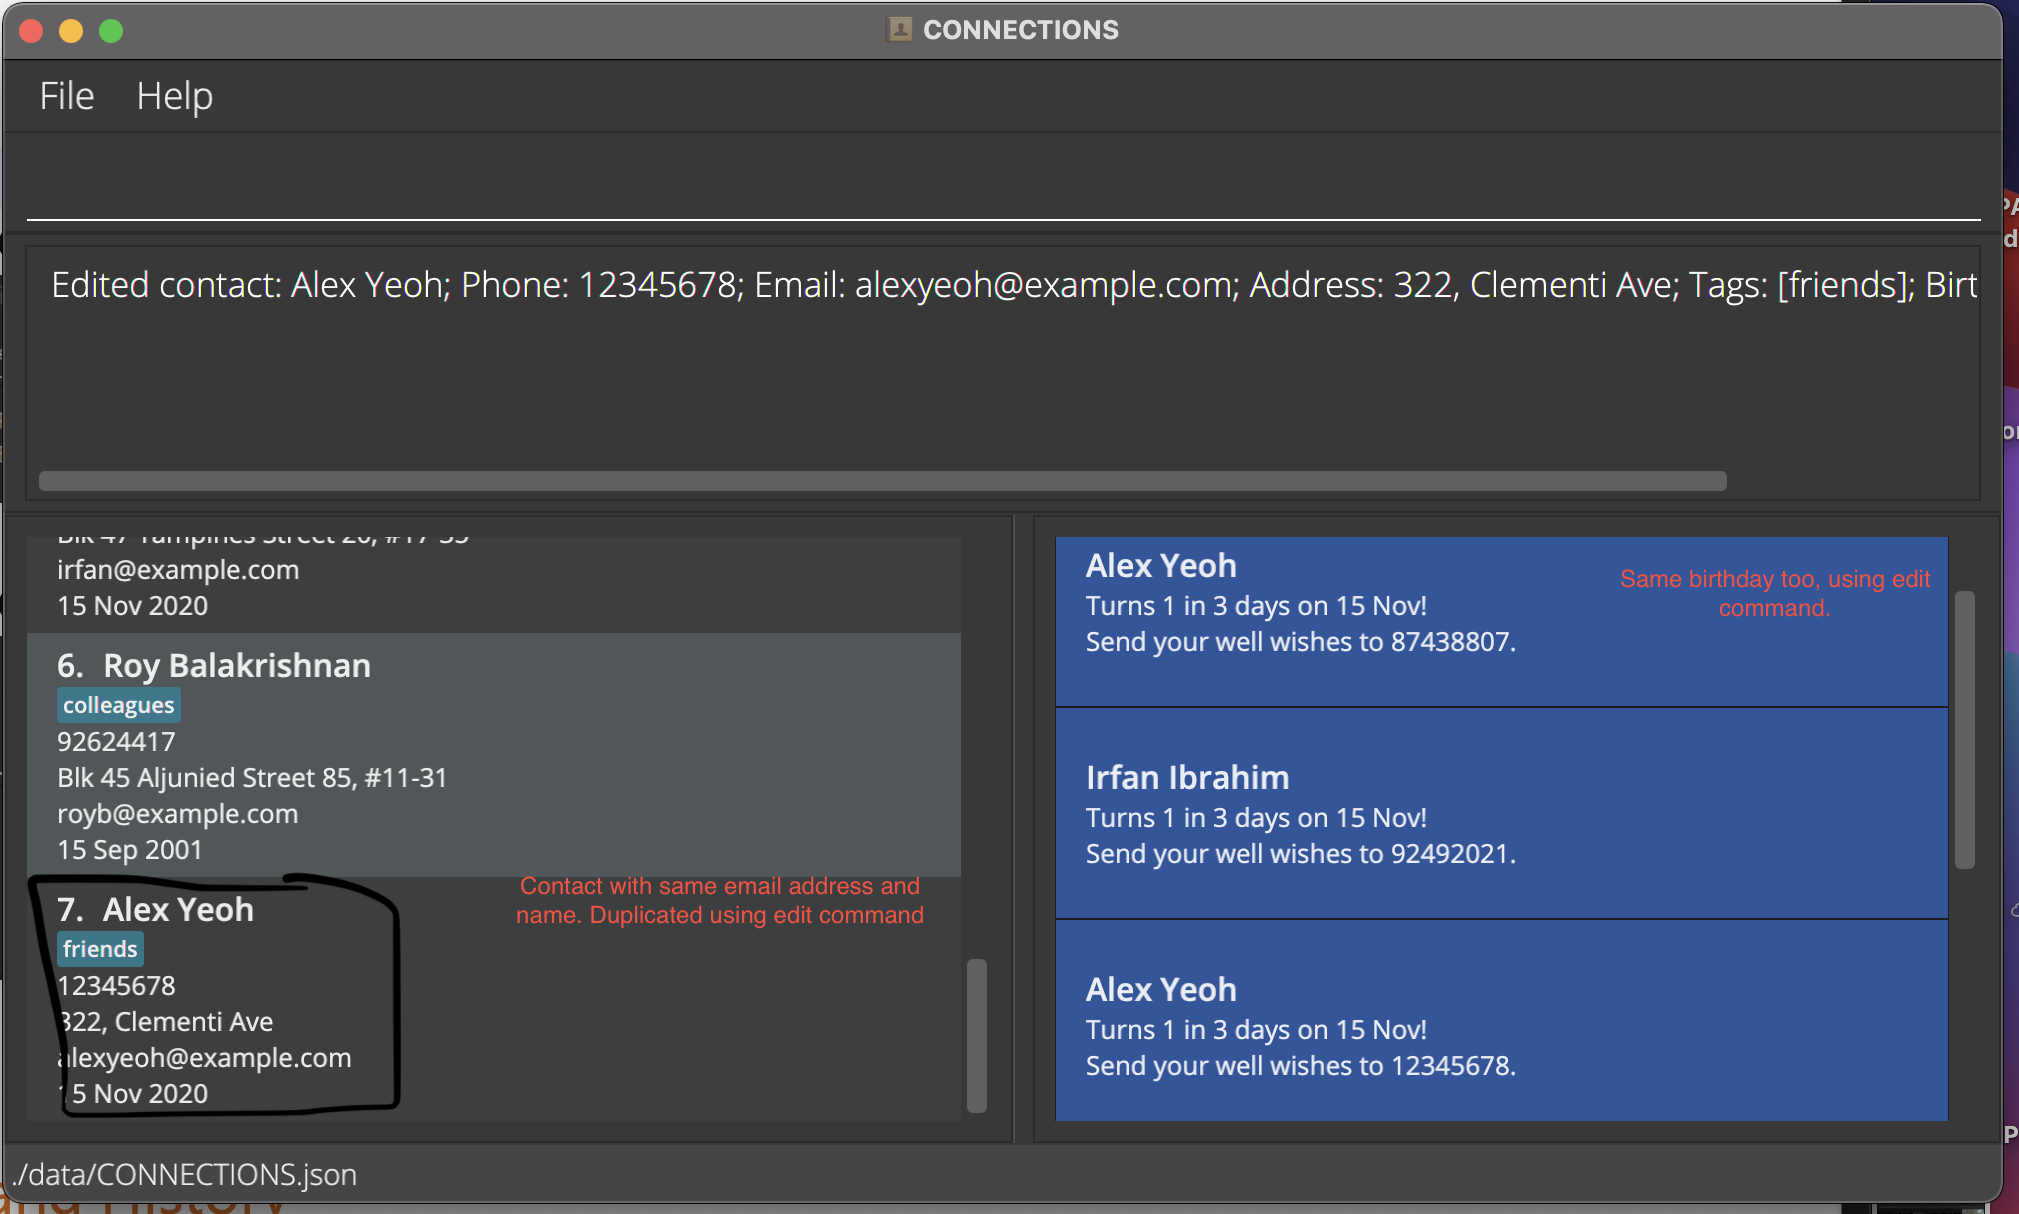 CONNECTIONS
File Help
Edited contact: Alex Yeoh; Phone: 12345678; Email: alexyeoh@example.com; Address: 322, Clementi Ave; Tags: [friends]; Birt
irfan@example.com
15 Nov 2020
6. Roy Balakrishnan
colleagues
92624417
Blk 45 Aljunied Street 85, #11-31
royb@example.com
15 Sep 2001
7. Alex Yeoh
friends
12345678
322, Clementi Ave
alexyeoh@example.com
15 Nov 2020
Contact with same email address and
name. Duplicated using edit command
Alex Yeoh
Turns 1 in 3 days on 15 Nov!
Send your well wishes to 87438807.
Same birthday too, using edit
command.
Irfan Ibrahim
Turns 1 in 3 days on 15 Nov!
Send your well wishes to 92492021.
Alex Yeoh
Turns 1 in 3 days on 15 Nov!
Send your well wishes to 12345678.
./data/CONNECTIONS.json